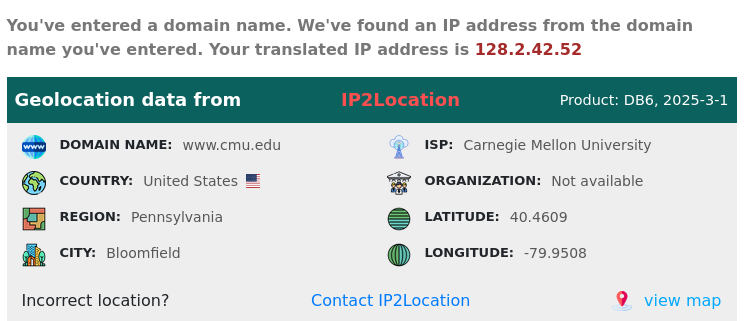 You've entered a domain name. We've found an IP address from the domain
name you've entered. Your translated IP address is 128.2.42.52
Geolocation data from IP2Location Product: DB6, 2025-3-1
www DOMAIN NAME: www.cmu.edu ISP: Carnegie Mellon University
COUNTRY: United States ORGANIZATION: Not available
REGION: Pennsylvania LATITUDE: 40.4609
CITY: Bloomfield LONGITUDE: -79.9508
Incorrect location? Contact IP2Location view map